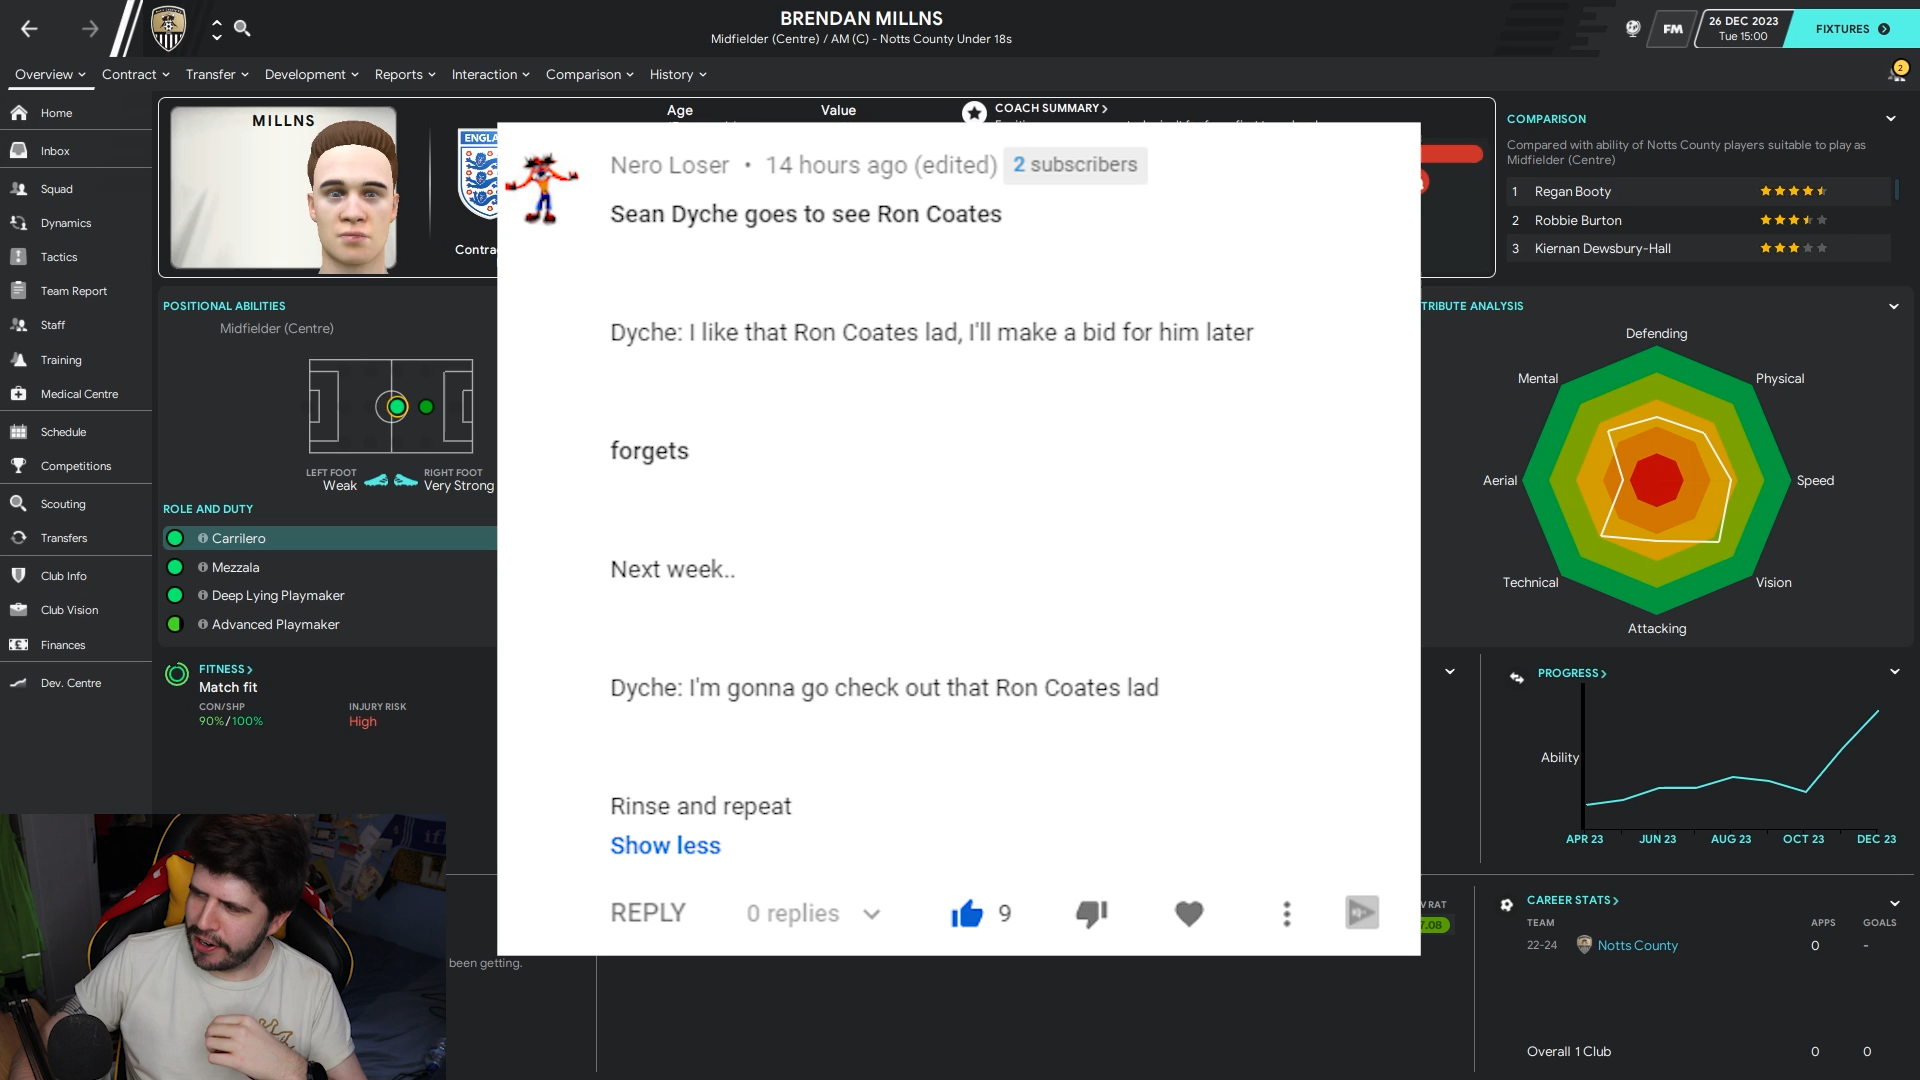 BRENDAN MILLNS
Midfielder (Centre) / AM (C) - Notts County Under 18s
FM
26 DEC 2023
Tue 15:00
FIXTURES
Overview
Contract
Transfer
Development
Reports
Interaction
Comparison
History
2
Home
Inbox
Squad
Dynamics
Tactics
Team Report
Staff
Training
Medical Centre
Schedule
Competitions
Scouting
Transfers
Club Info
Club Vision
Finances
Dev. Centre
MILLNS
ENGLA
Contra
Age
Value
COACH SUMMARY
POSITIONAL ABILITIES
Midfielder (Centre)
LEFT FOOT
Weak
RIGHT FOOT
Very Strong
ROLE AND DUTY
Carrilero
Mezzala
Deep Lying Playmaker
Advanced Playmaker
FITNESS
Match fit
CON/SHP
90%/100%
INJURY RISK
High
been getting.
Nero Loser • 14 hours ago (edited) 2 subscribers
Sean Dyche goes to see Ron Coates
Dyche: I like that Ron Coates lad, I'll make a bid for him later
forgets
Next week..
Dyche: I'm gonna go check out that Ron Coates lad
Rinse and repeat
Show less
REPLY
0 replies
9
COMPARISON
Compared with ability of Notts County players suitable to play as
Midfielder (Centre)
1 Regan Booty
2 Robbie Burton
3 Kiernan Dewsbury-Hall
TRIBUTE ANALYSIS
Defending
Mental
Physical
Aerial
Speed
Technical
Vision
Attacking
PROGRESS
Ability
APR 23
JUN 23
AUG 23
OCT 23
DEC 23
V RAT
7.08
CAREER STATS
TEAM
APPS
GOALS
22-24
Notts County
0
-
Overall 1 Club
0
0